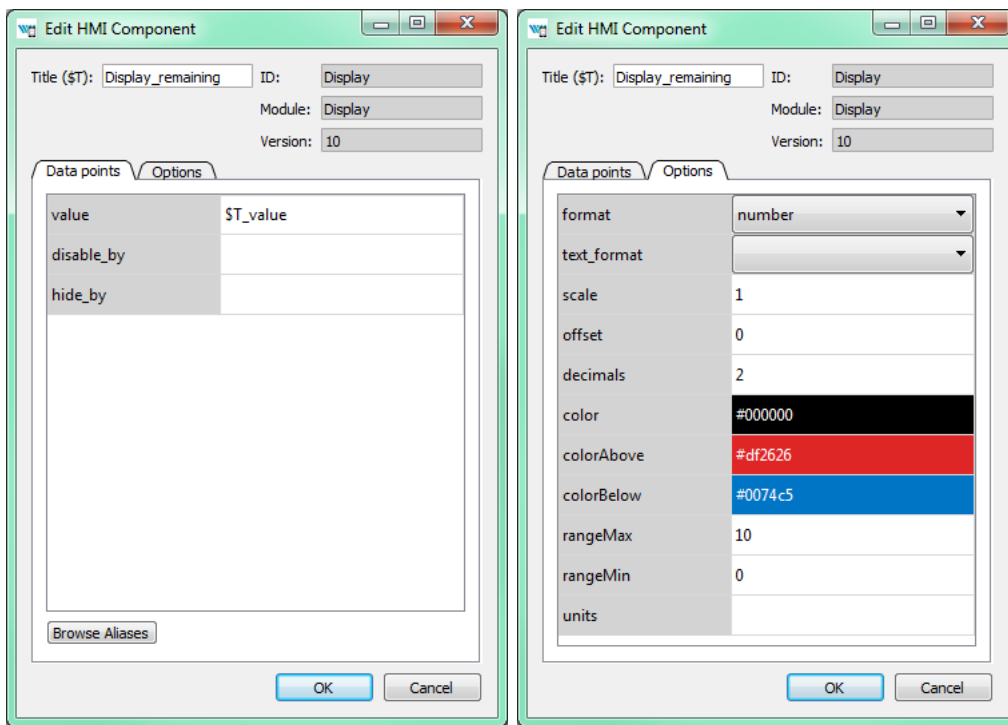 Edit HMI Component
Title ($T): Display_remaining ID: Display
Module: Display
Version: 10
Data points Options
value $T_value
disable_by
hide_by
Browse Aliases
OK Cancel
Edit HMI Component
Title ($T): Display_remaining ID: Display
Module: Display
Version: 10
Data points Options
format number
text_format
scale 1
offset 0
decimals 2
color #000000
colorAbove #df2626
colorBelow #0074c5
rangeMax 10
rangeMin 0
units
OK Cancel